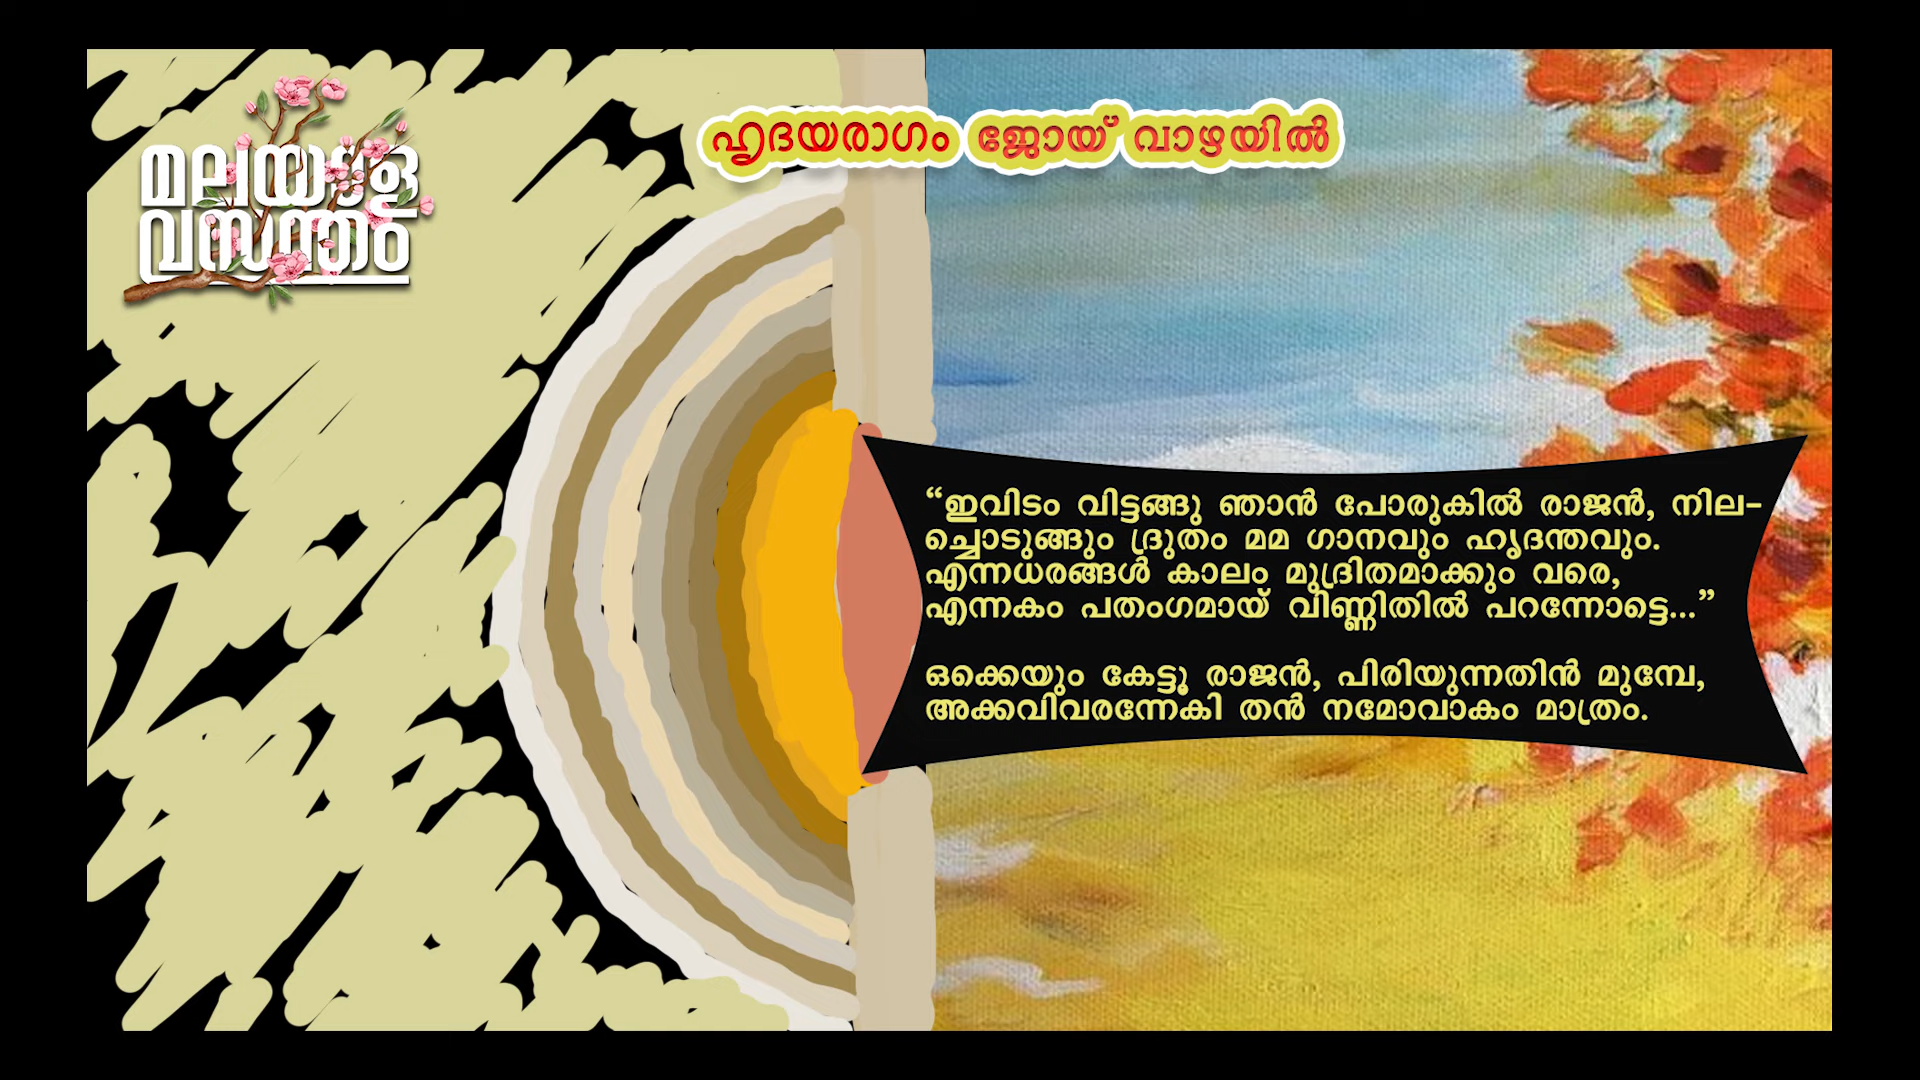 മലയാള
വസന്തം
ഹൃദയരാഗം ജോയ് വാഴയിൽ
“ഇവിടം വിട്ടങ്ങു ഞാൻ പോരുകിൽ രാജൻ, നില-
ച്ചൊടുങ്ങും ദ്രുതം മമ ഗാനവും ഹൃദന്തവും.
എന്നധരങ്ങൾ കാലം മുദ്രിതമാക്കും വരെ,
എന്നകം പതംഗമായ് വിണ്ണിതിൽ പറന്നോട്ടെ...”
ഒക്കെയും കേട്ടൂ രാജൻ, പിരിയുന്നതിൻ മുമ്പേ,
അക്കവിവരന്നേകി തൻ നമോവാകം മാത്രം.